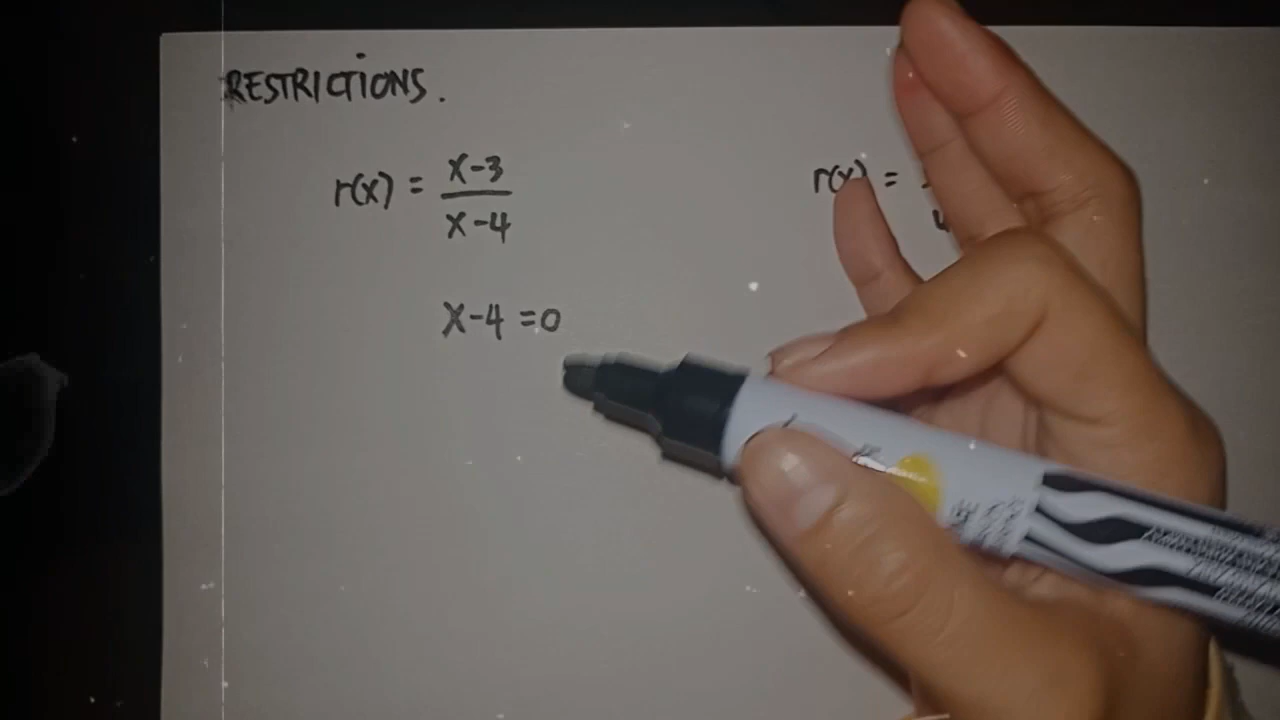 RESTRICTIONS.
r(x) = x-3 / x-4
r(x) =
x-4 =0